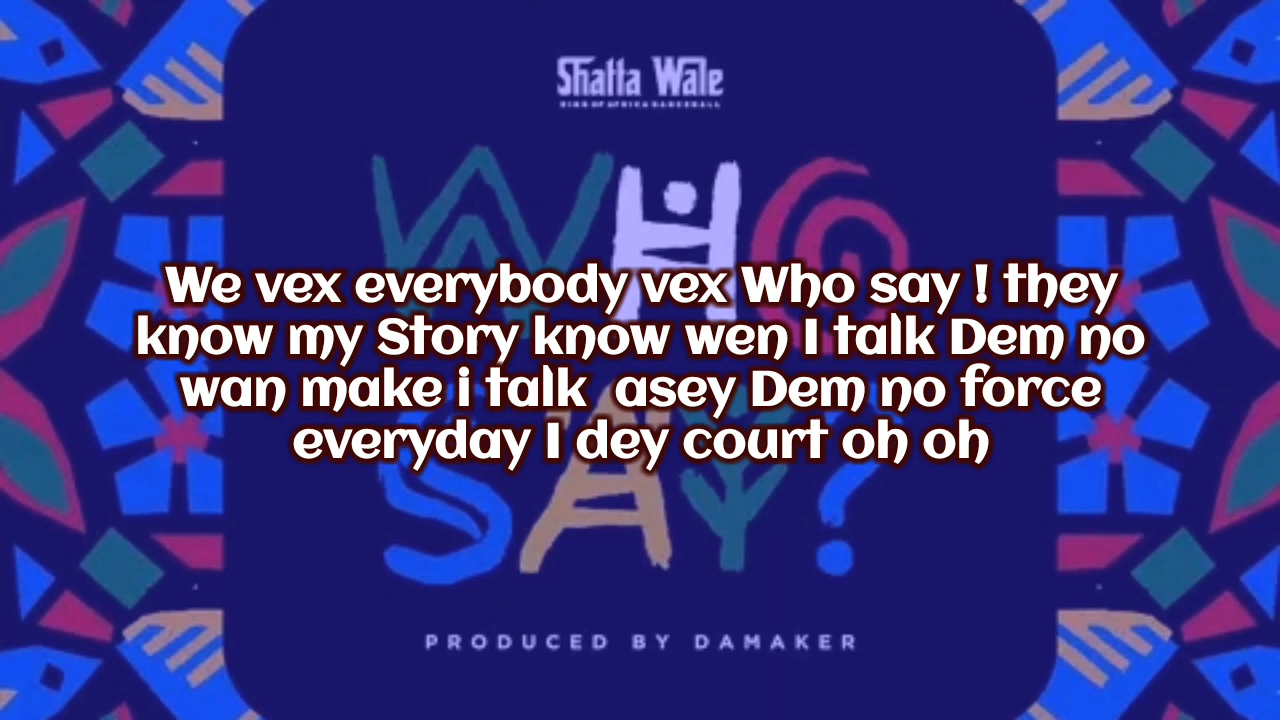 Shatta Wale
KING OF AFRICA DANCEHALL
WHO
We vex everybody vex Who say ! they
know my Story know wen I talk Dem no
wan make i talk  asey Dem no force
everyday I dey court oh oh
SAY?
PRODUCED BY DAMAKER